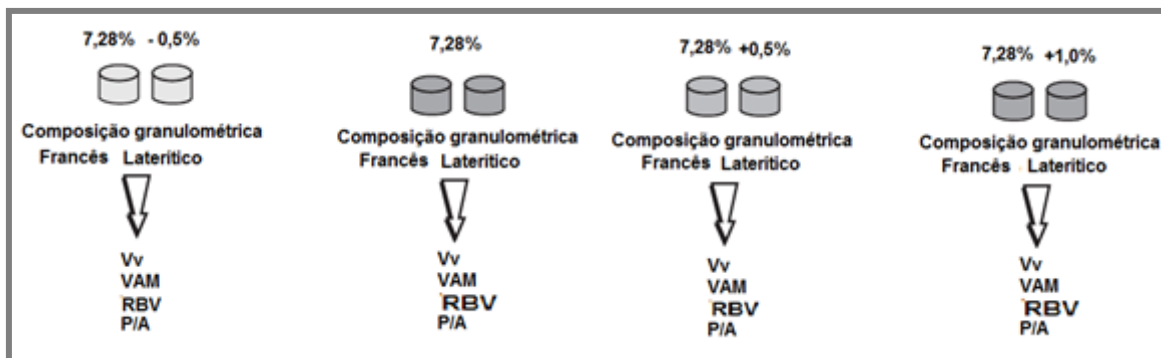 7,28% - 0,5%
Composição granulométrica
Francês Laterítico
Vv
VAM
RBV
P/A
7,28%
Composição granulométrica
Francês Laterítico
Vv
VAM
RBV
P/A
7,28% +0,5%
Composição granulométrica
Francês Laterítico
Vv
VAM
RBV
P/A
7,28% +1,0%
Composição granulométrica
Francês Laterítico
Vv
VAM
RBV
P/A